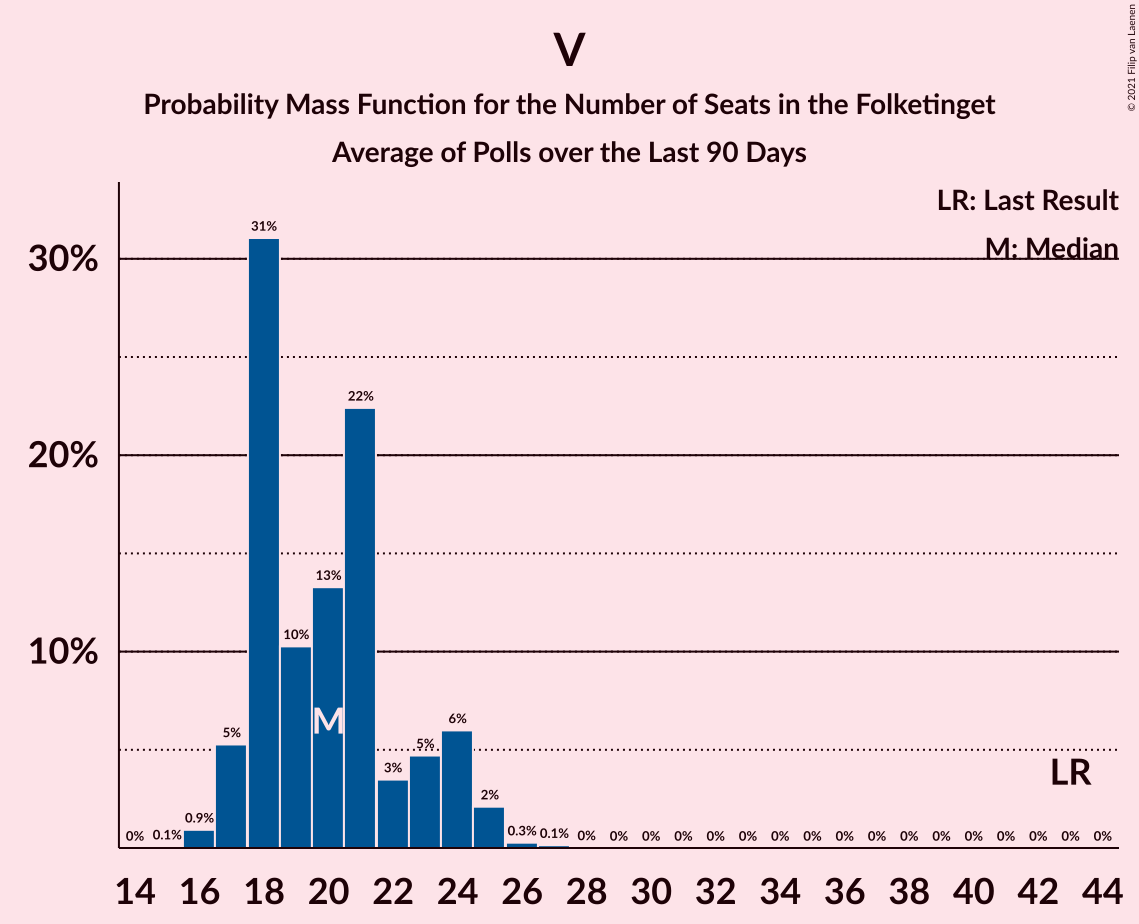 V
Probability Mass Function for the Number of Seats in the Folketinget
Average of Polls over the Last 90 Days
© 2021 Filip van Laenen
LR: Last Result
M: Median
30%
20%
10%
0% 0.1% 0.9% 5% 31% 10% 13% 22% 3% 5% 6% 2% 0.3% 0.1% 0% 0% 0% 0% 0% 0% 0% 0% 0% 0% 0% 0% 0% 0% 0% 0% 0%
M
LR
14 16 18 20 22 24 26 28 30 32 34 36 38 40 42 44